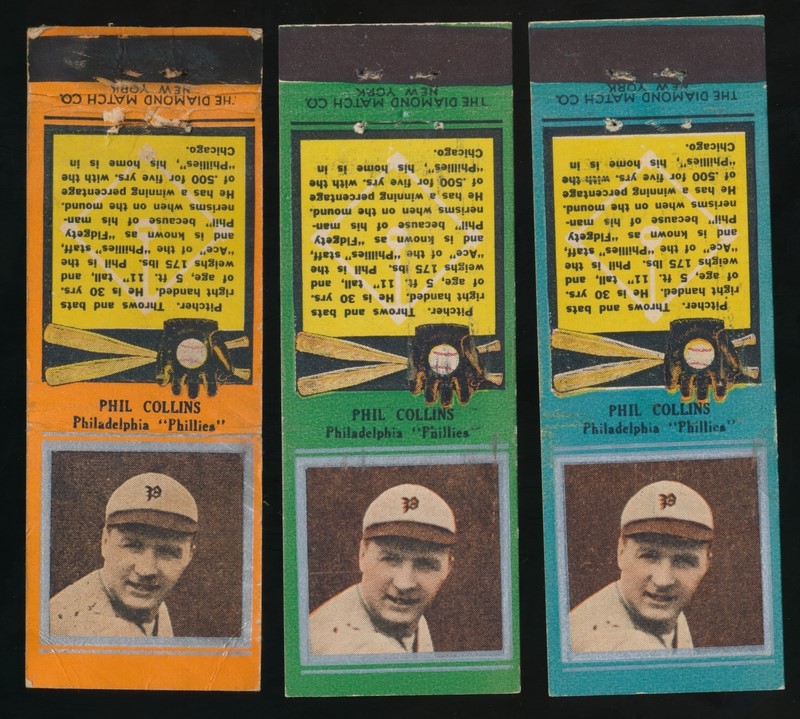 Pitcher. Throws and bats
right handed. He is 30 yrs.
of age, 5 ft. 11" tall, and
weighs 175 lbs. Phil is the
"Ace" of the "Phillies" staff,
and is known as "Fidgety
Phil" because of his man-
nerisms when on the mound.
He has a winning percentage
of .500 for five yrs. with the
"Phillies", his home is in
Chicago.
THE DIAMOND MATCH CO.
NEW YORK
PHIL COLLINS
Philadelphia "Phillies"
P
Pitcher. Throws and bats
right handed. He is 30 yrs.
of age, 5 ft. 11" tall, and
weighs 175 lbs. Phil is the
"Ace" of the "Phillies" staff,
and is known as "Fidgety
Phil" because of his man-
nerisms when on the mound.
He has a winning percentage
of .500 for five yrs. with the
"Phillies", his home is in
Chicago.
THE DIAMOND MATCH CO.
NEW YORK
PHIL COLLINS
Philadelphia "Phillies"
P
Pitcher. Throws and bats
right handed. He is 30 yrs.
of age, 5 ft. 11" tall, and
weighs 175 lbs. Phil is the
"Ace" of the "Phillies" staff,
and is known as "Fidgety
Phil" because of his man-
nerisms when on the mound.
He has a winning percentage
of .500 for five yrs. with the
"Phillies", his home is in
Chicago.
THE DIAMOND MATCH CO.
NEW YORK
PHIL COLLINS
Philadelphia "Phillies"
P